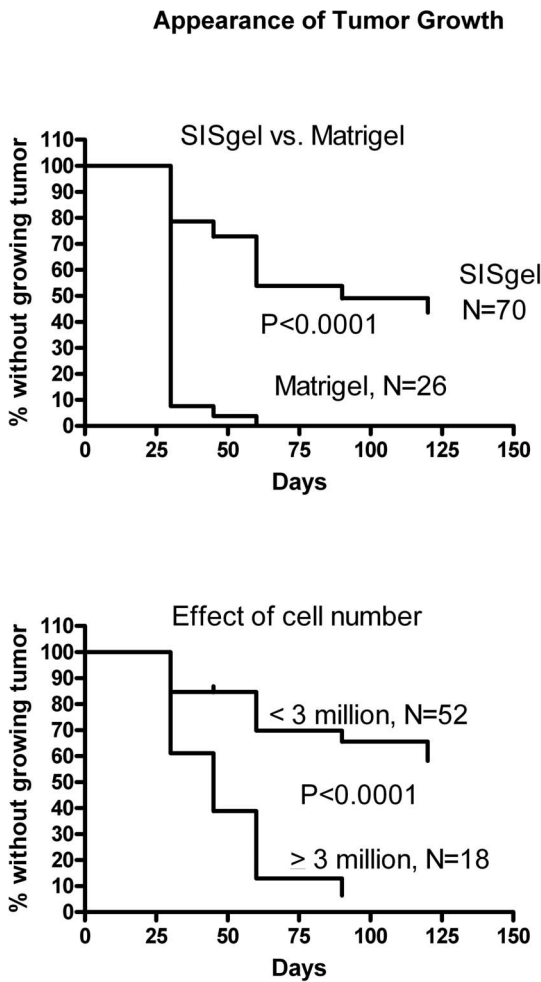 Appearance of Tumor Growth
SISgel vs. Matrigel
% without growing tumor
110
100
90
80
70
60
50
40
30
20
10
0
SISgel
N=70
P<0.0001
Matrigel, N=26
0 25 50 75 100 125 150
Days
Effect of cell number
% without growing tumor
110
100
90
80
70
60
50
40
30
20
10
0
< 3 million, N=52
P<0.0001
≥ 3 million, N=18
0 25 50 75 100 125 150
Days